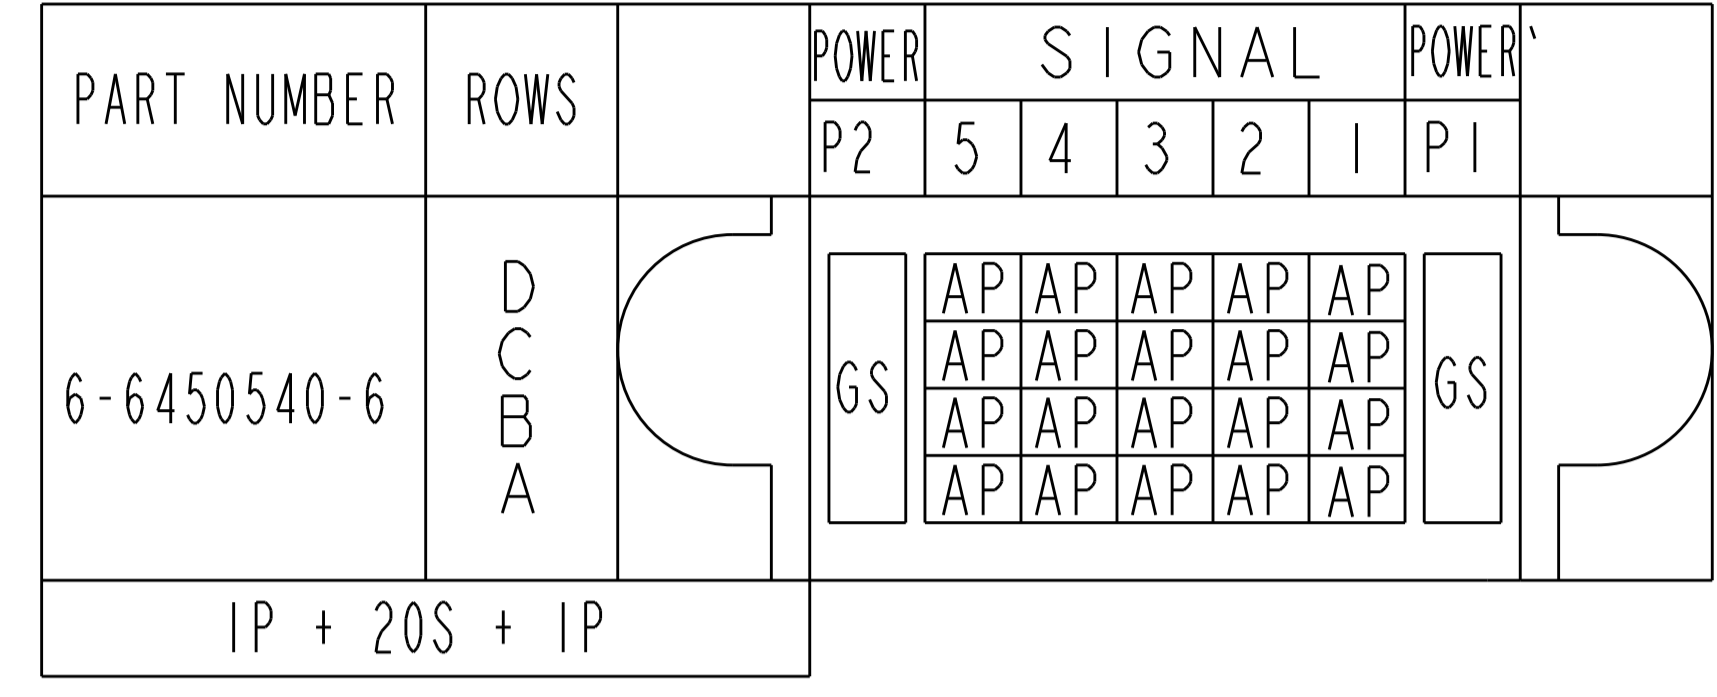 PART NUMBER ROWS POWER SIGNAL POWER`
P2 5 4 3 2 1 P1
D AP AP AP AP AP
C AP AP AP AP AP
6-6450540-6 GS GS
B AP AP AP AP AP
A AP AP AP AP AP
1P + 20S + 1P